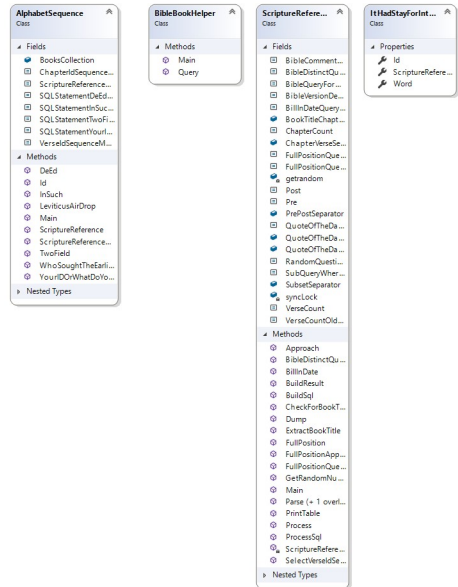 AlphabetSequence
Class
Fields
BooksCollection
ChapterIdSequence...
ScriptureReference...
SQLStatementDeEd...
SQLStatementInSuc...
SQLStatementTwoFi...
SQLStatementYourI...
VerseIdSequenceM...
Methods
DeEd
Id
InSuch
LeviticusAirDrop
Main
ScriptureReference
ScriptureReference...
TwoField
WhoSoughtTheEarli...
YourIDOrWhatDoYo...
Nested Types
BibleBookHelper
Class
Methods
Main
Query
ScriptureRefere...
Class
Fields
BibleComment...
BibleDistinctQu...
BibleQueryFor...
BibleVersionDe...
BillInDateQuery...
BookTitleChapt...
ChapterCount
ChapterVerseSe...
FullPositionQue...
FullPositionQue...
getrandom
Post
Pre
PrePostSeparator
QuoteOfTheDa...
QuoteOfTheDa...
QuoteOfTheDa...
RandomQuesti...
SubQueryWher...
SubsetSeparator
syncLock
VerseCount
VerseCountOld...
Methods
Approach
BibleDistinctQu...
BillInDate
BuildResult
BuildSql
CheckForBookT...
Dump
ExtractBookTitle
FullPosition
FullPositionApp...
FullPositionQue...
GetRandomNu...
Main
Parse (+ 1 overl...
PrintTable
Process
ProcessSql
ScriptureRefere...
SelectVerseIdSe...
Nested Types
ItHadStayForInt...
Class
Properties
Id
ScriptureRefere...
Word